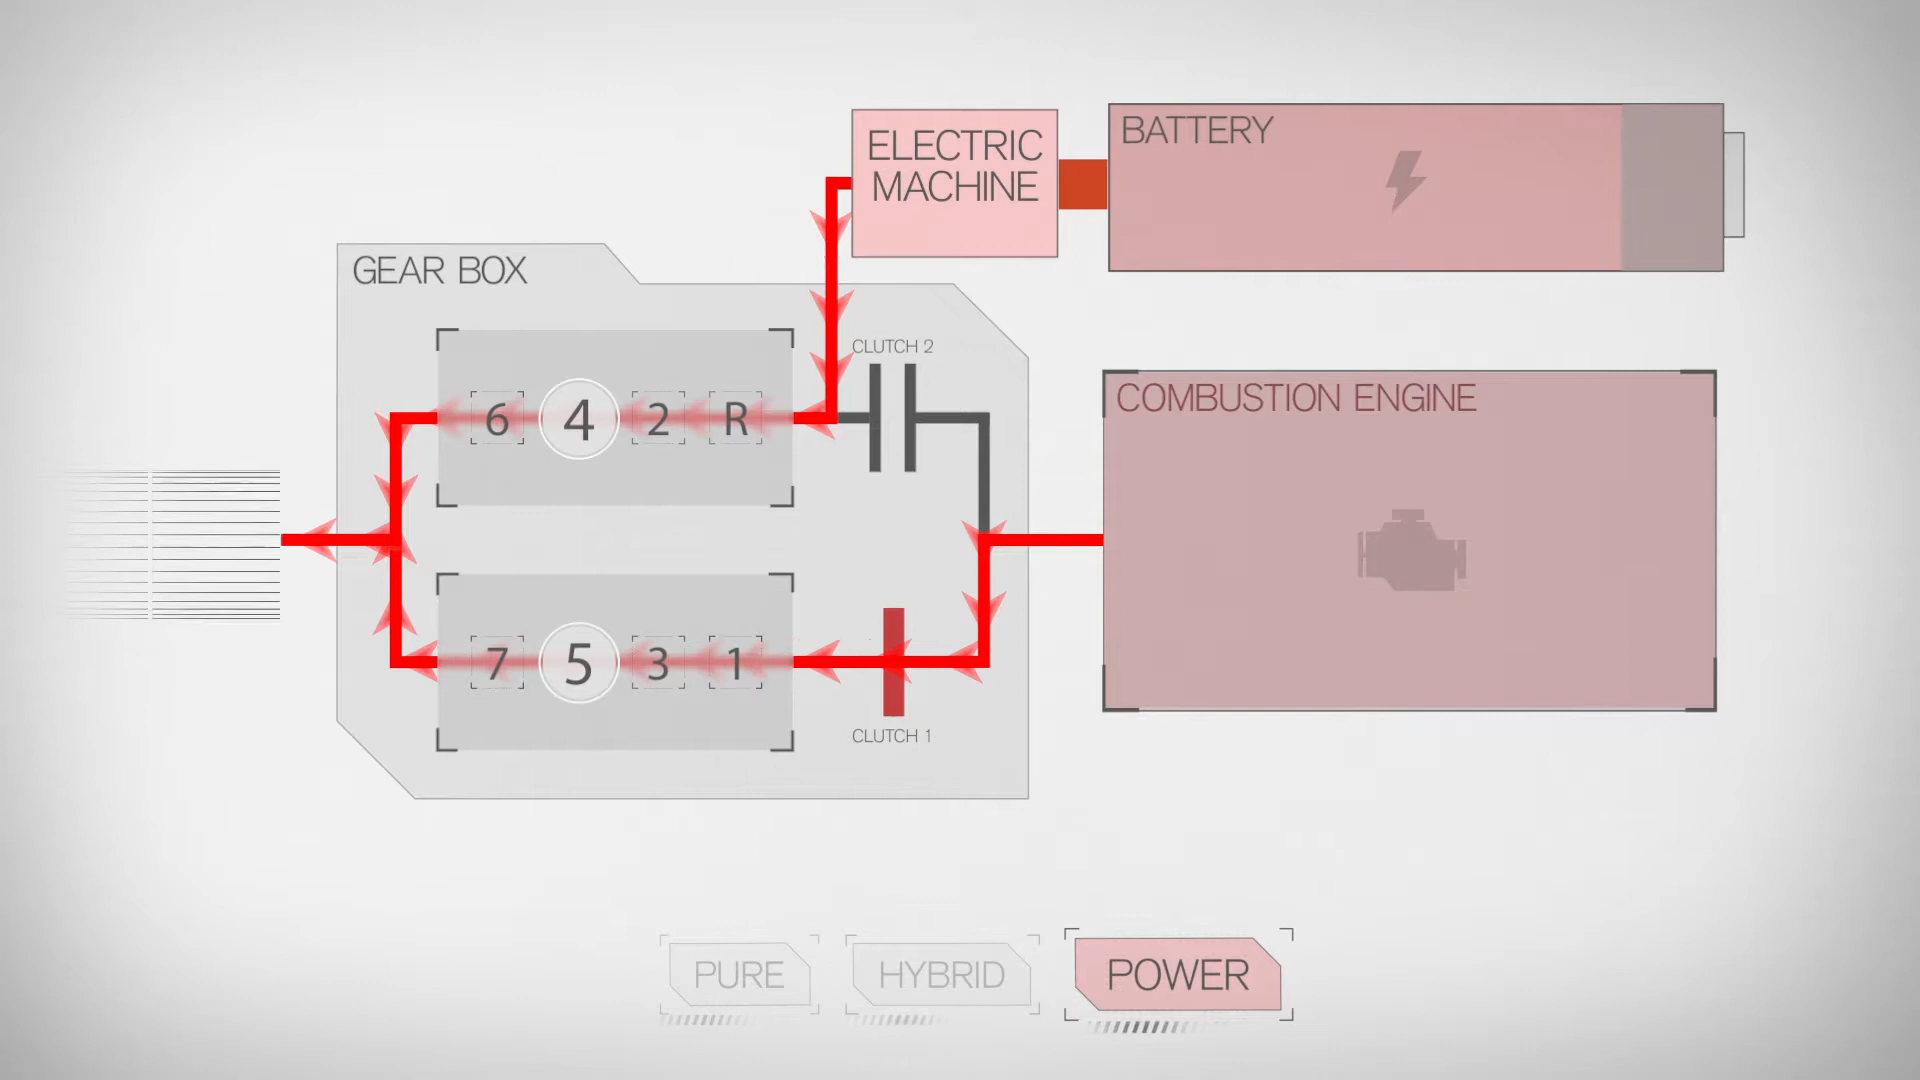 ELECTRIC
MACHINE
BATTERY
GEAR BOX
CLUTCH 2
6 4 2 R
COMBUSTION ENGINE
7 5 3 1
CLUTCH 1
PURE
HYBRID
POWER